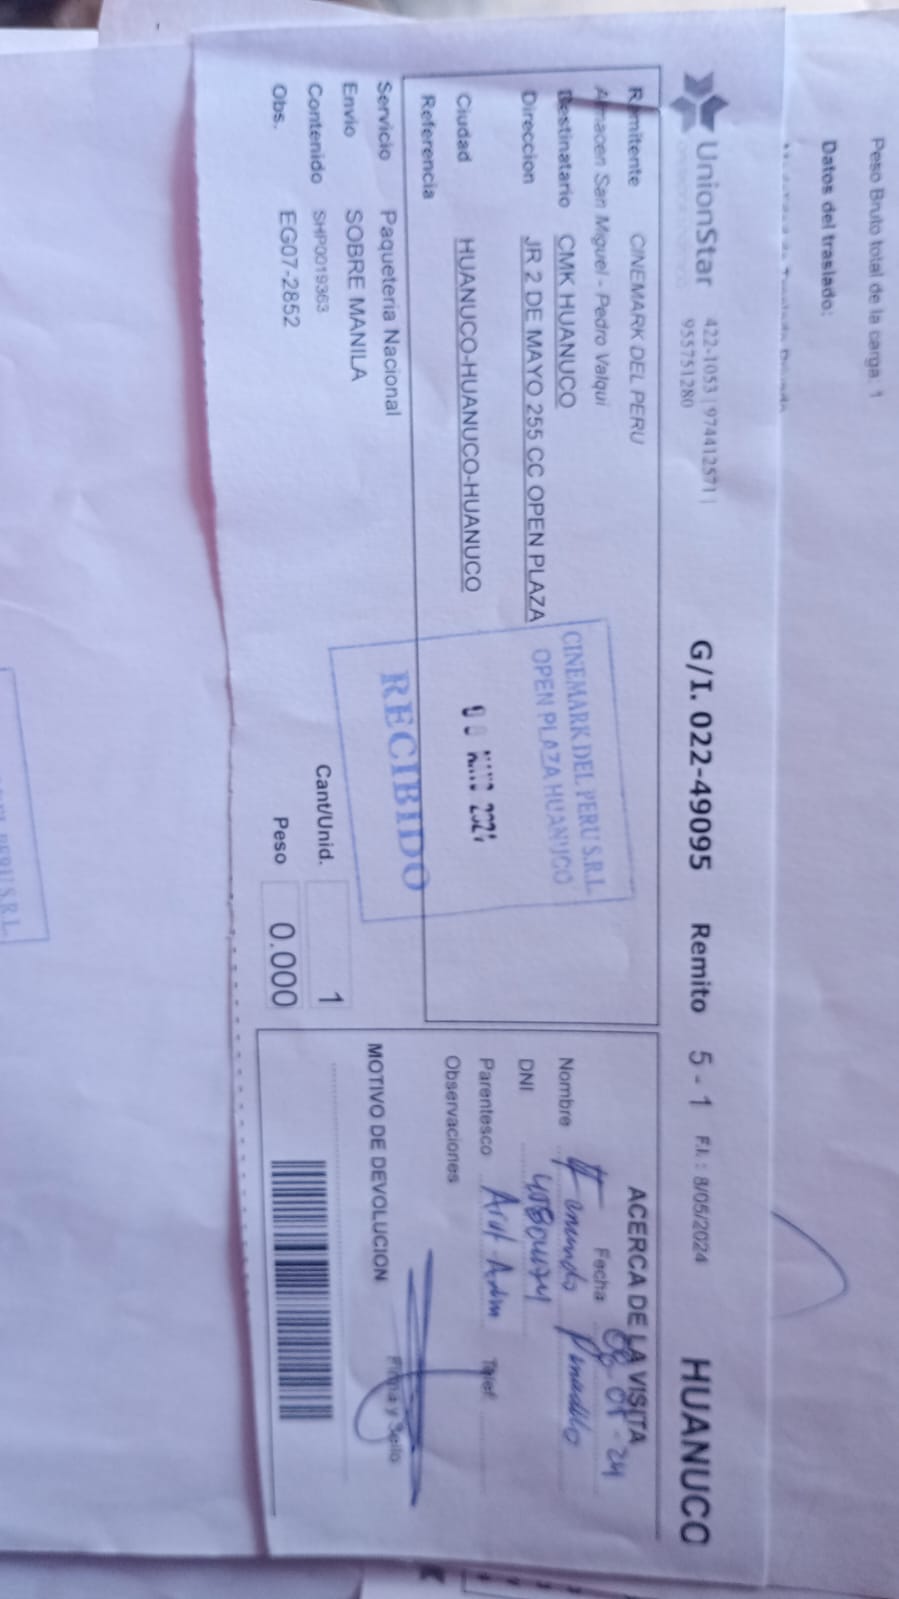 Peso Bruto total de la carga: 1
Datos del traslado:
UnionStar 422-1053 | 974412571 |
955751280
G/I. 022-49095 Remito 5 - 1 F.I. : 8/05/2024 HUANUCO
Remitente CINEMARK DEL PERU
Almacen San Miguel - Pedro Valqui
Destinatario CMK HUANUCO
Direccion JR 2 DE MAYO 255 CC OPEN PLAZA
Ciudad HUANUCO-HUANUCO-HUANUCO
Referencia
Servicio Paqueteria Nacional
Envio SOBRE MANILA
Contenido SHP0019363
Obs. EG07-2852
Cant/Unid. 1
Peso 0.000
CINEMARK DEL PERU S.R.L.
OPEN PLAZA HUANUCO
RECIBIDO
ACERCA DE LA VISITA
Fecha
Nombre
DNI
Parentesco Telef.
Observaciones
Firma y Sello
MOTIVO DE DEVOLUCION
PERU S.R.L.